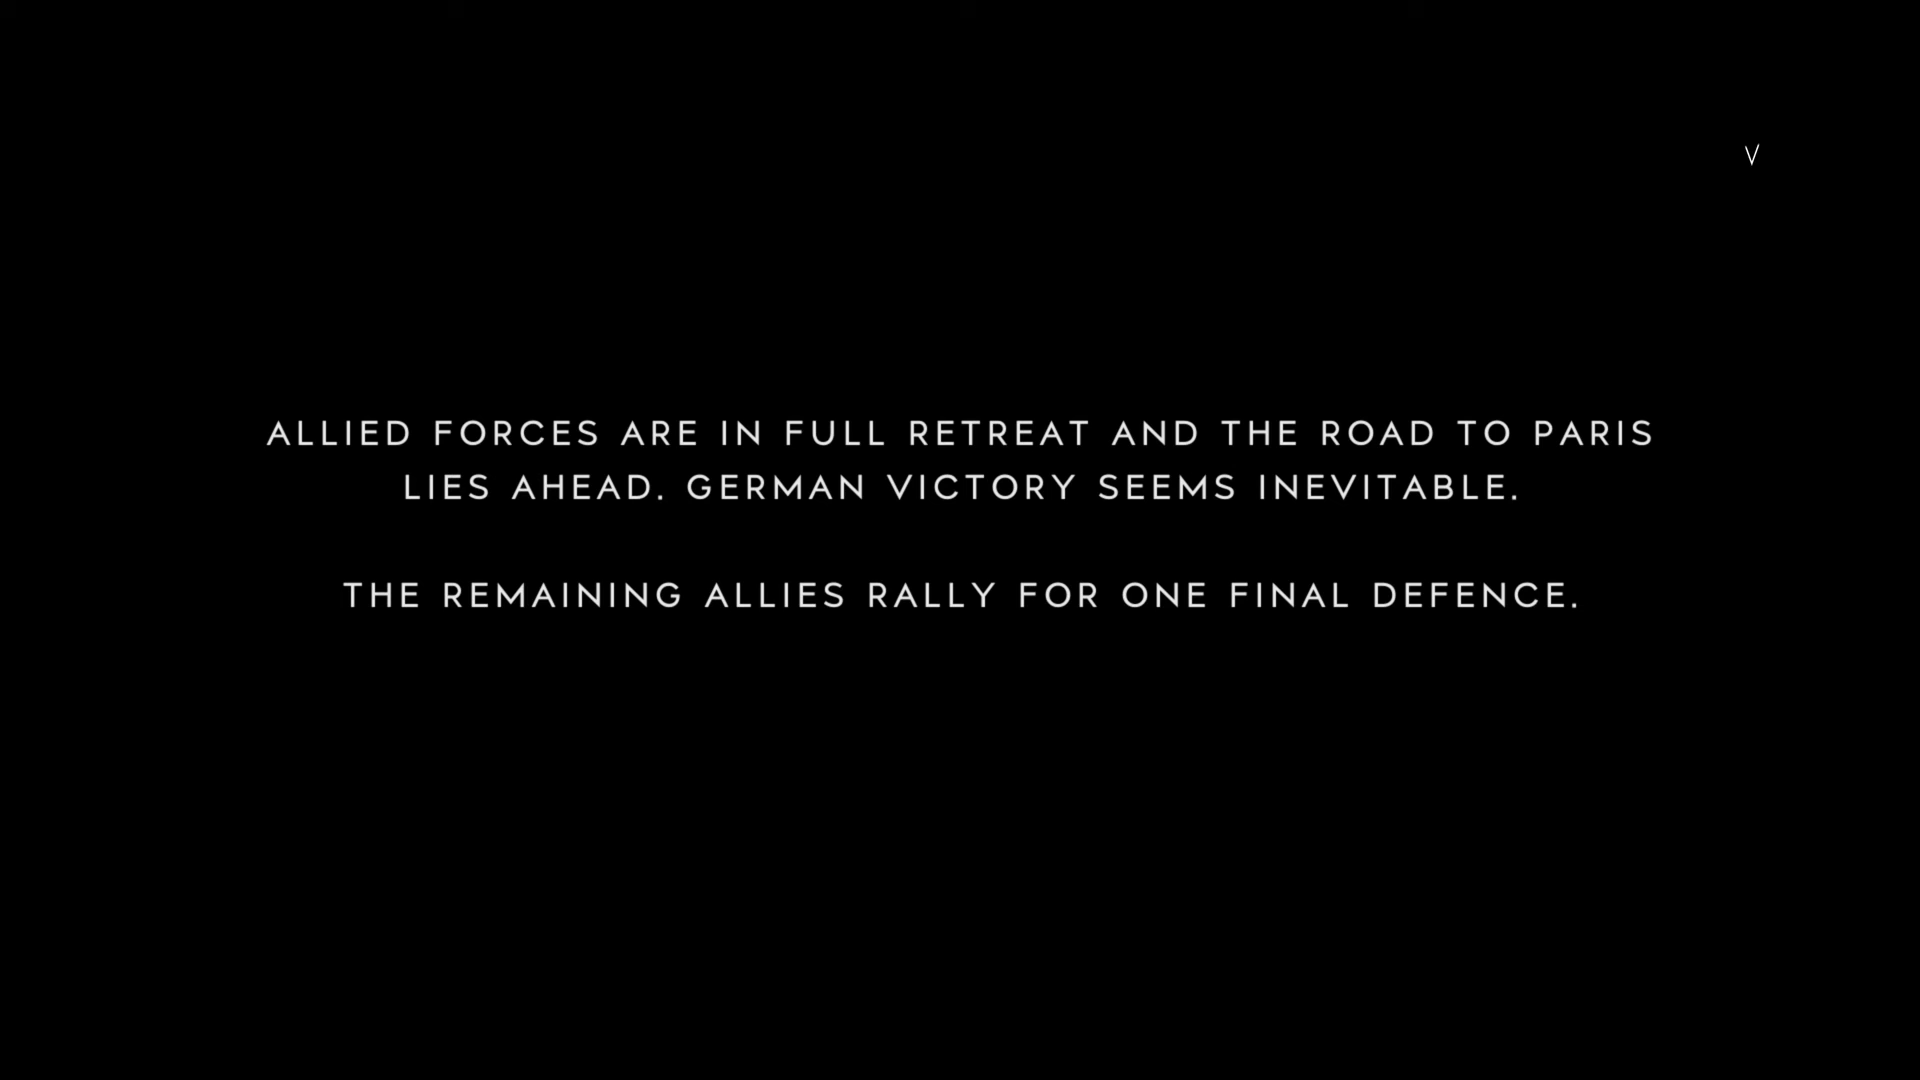 V
ALLIED FORCES ARE IN FULL RETREAT AND THE ROAD TO PARIS
LIES AHEAD. GERMAN VICTORY SEEMS INEVITABLE.
THE REMAINING ALLIES RALLY FOR ONE FINAL DEFENCE.